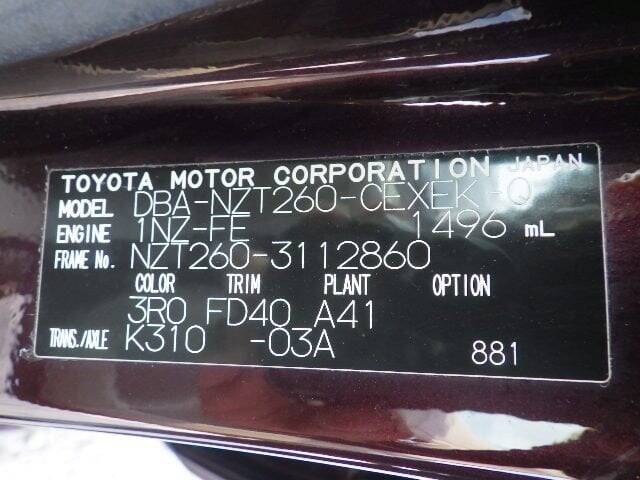 TOYOTA MOTOR CORPORATION JAPAN
MODEL DBA-NZT260-CEXEK-Q
ENGINE 1NZ-FE 1496 mL
FRAME No. NZT260-3112860
COLOR TRIM PLANT OPTION
3R0 FD40 A41
TRANS./AXLE K310 -03A 881